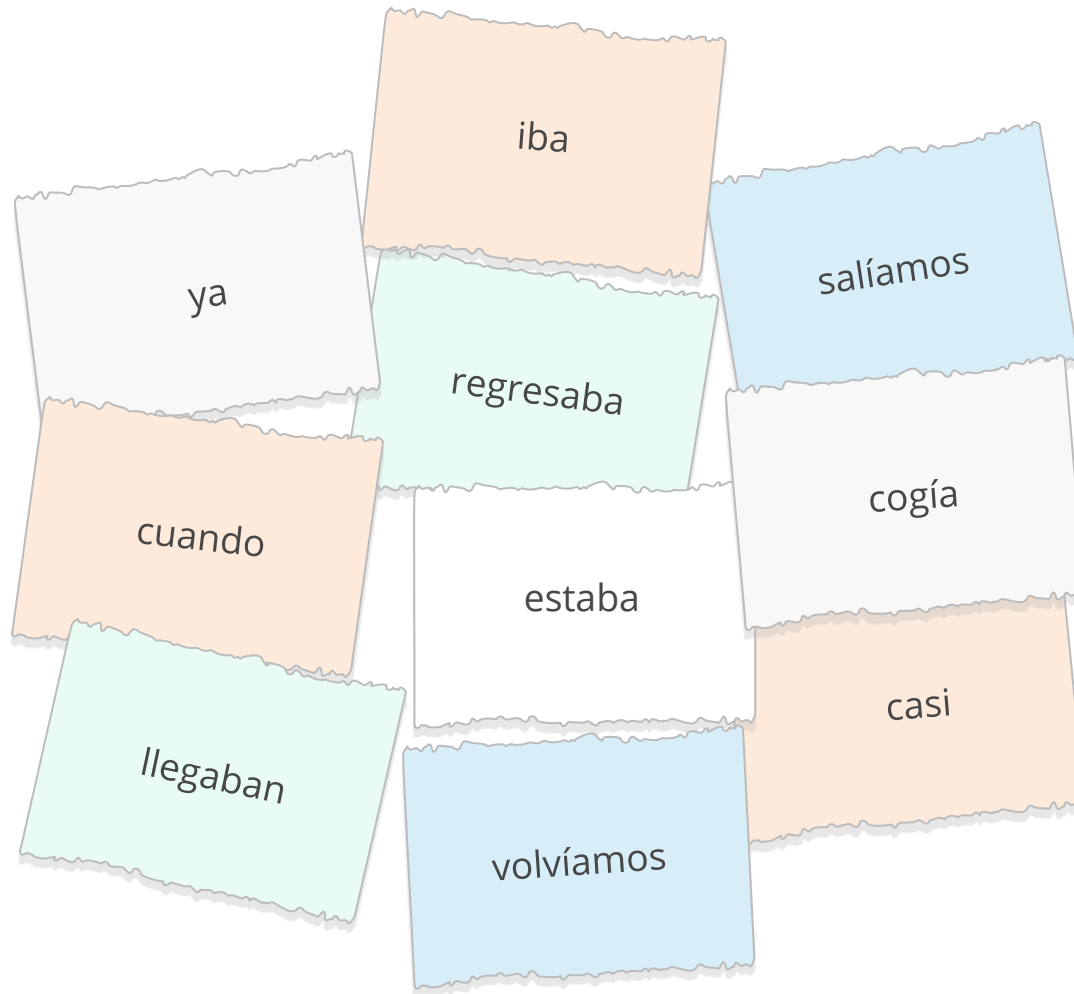 iba
salíamos
ya
regresaba
cogía
cuando
estaba
casi
llegaban
volvíamos